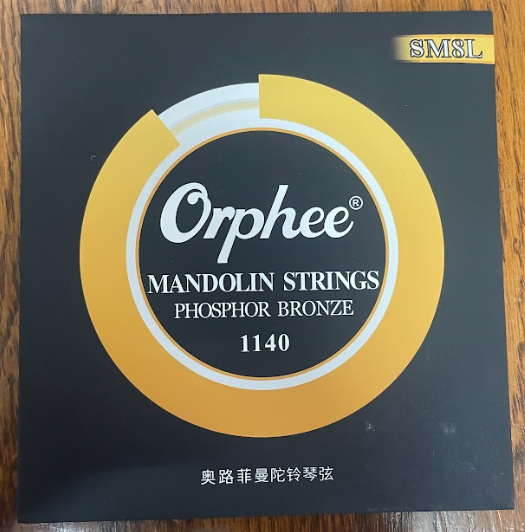 SM8L
Orphee®
MANDOLIN STRINGS
PHOSPHOR BRONZE
1140
奥路菲曼陀铃琴弦